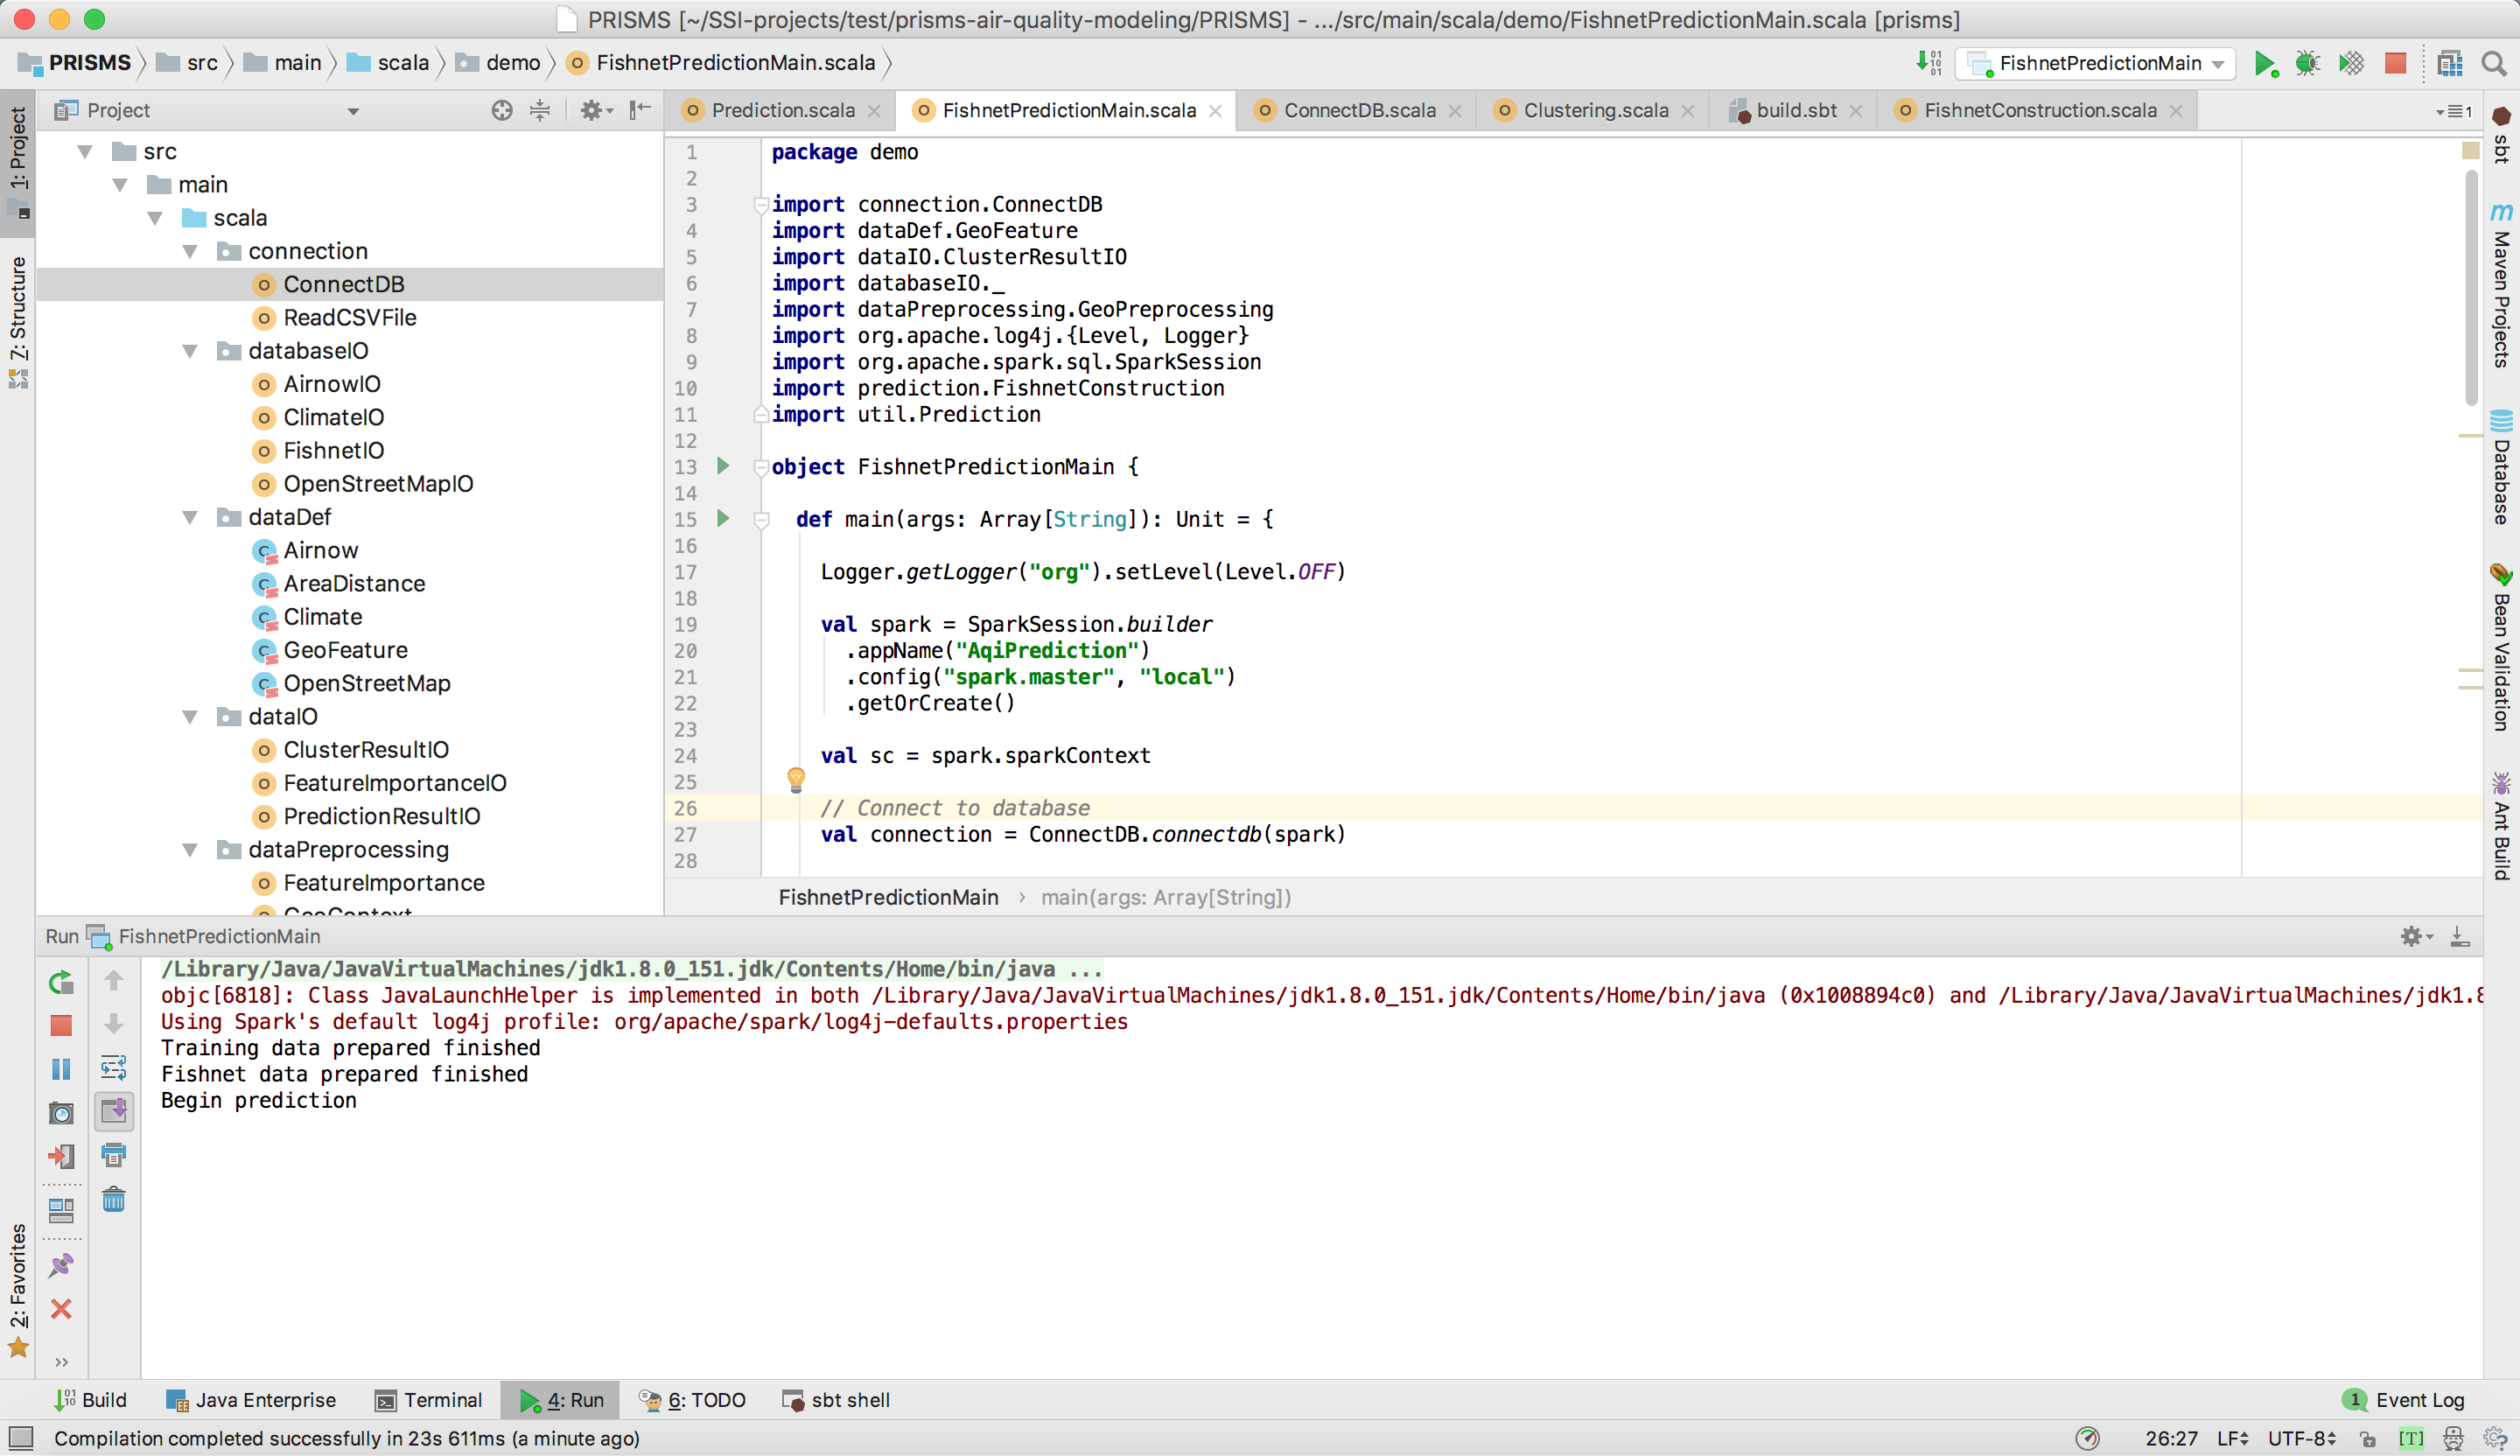 PRISMS [~/SSI-projects/test/prisms-air-quality-modeling/PRISMS] - .../src/main/scala/demo/FishnetPredictionMain.scala [prisms]
PRISMS src main scala demo FishnetPredictionMain.scala
FishnetPredictionMain
Project
Prediction.scala FishnetPredictionMain.scala ConnectDB.scala Clustering.scala build.sbt FishnetConstruction.scala
1
1: Project
7: Structure
2: Favorites
src
main
scala
connection
ConnectDB
ReadCSVFile
databaseIO
AirnowIO
ClimateIO
FishnetIO
OpenStreetMapIO
dataDef
Airnow
AreaDistance
Climate
GeoFeature
OpenStreetMap
dataIO
ClusterResultIO
FeatureImportanceIO
PredictionResultIO
dataPreprocessing
FeatureImportance
GeoContext
1 package demo
2
3 import connection.ConnectDB
4 import dataDef.GeoFeature
5 import dataIO.ClusterResultIO
6 import databaseIO._
7 import dataPreprocessing.GeoPreprocessing
8 import org.apache.log4j.{Level, Logger}
9 import org.apache.spark.sql.SparkSession
10 import prediction.FishnetConstruction
11 import util.Prediction
12
13 object FishnetPredictionMain {
14
15 def main(args: Array[String]): Unit = {
16
17 Logger.getLogger("org").setLevel(Level.OFF)
18
19 val spark = SparkSession.builder
20 .appName("AqiPrediction")
21 .config("spark.master", "local")
22 .getOrCreate()
23
24 val sc = spark.sparkContext
25
26 // Connect to database
27 val connection = ConnectDB.connectdb(spark)
28
FishnetPredictionMain › main(args: Array[String])
sbt
Maven Projects
Database
Bean Validation
Ant Build
Run FishnetPredictionMain
/Library/Java/JavaVirtualMachines/jdk1.8.0_151.jdk/Contents/Home/bin/java ...
objc[6818]: Class JavaLaunchHelper is implemented in both /Library/Java/JavaVirtualMachines/jdk1.8.0_151.jdk/Contents/Home/bin/java (0x1008894c0) and /Library/Java/JavaVirtualMachines/jdk1.8
Using Spark's default log4j profile: org/apache/spark/log4j-defaults.properties
Training data prepared finished
Fishnet data prepared finished
Begin prediction
Build Java Enterprise Terminal 4: Run 6: TODO sbt shell 1 Event Log
Compilation completed successfully in 23s 611ms (a minute ago) 26:27 LF UTF-8 [T]